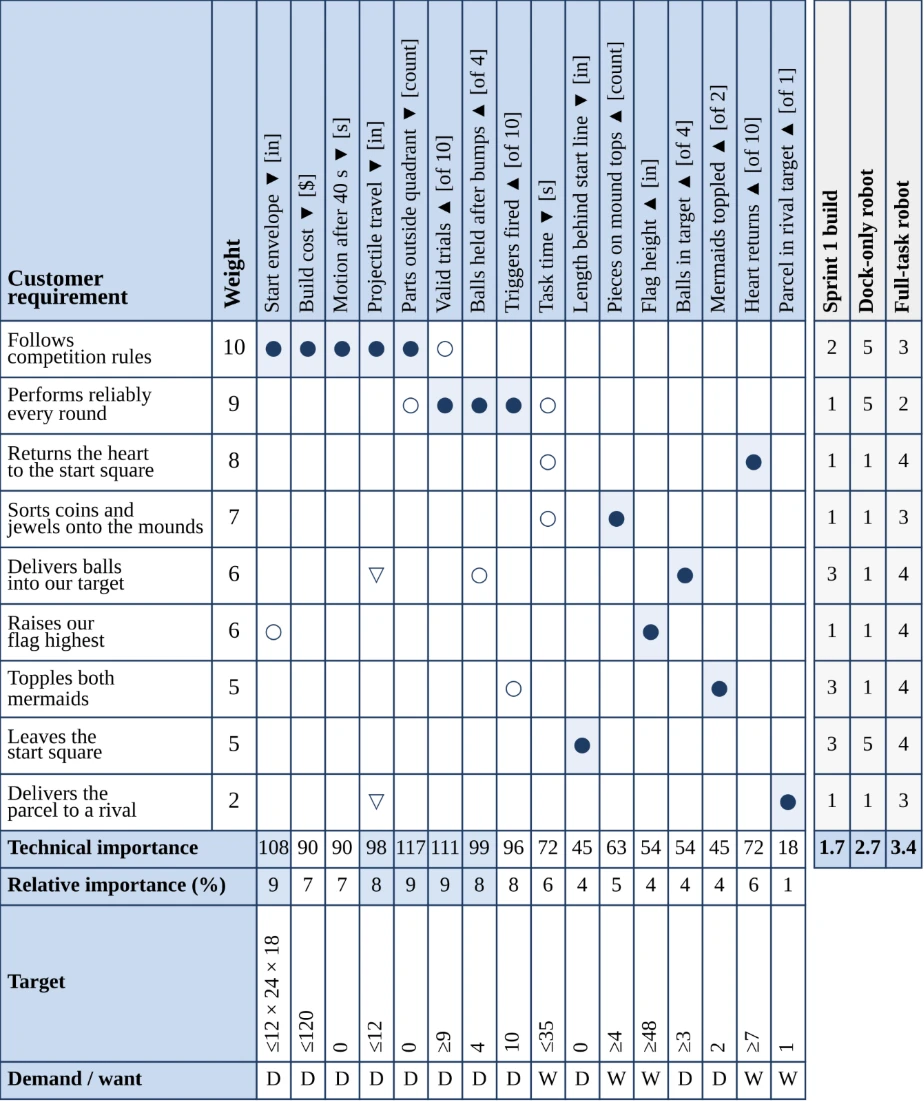 Customer
requirement
Weight
Start envelope ▼ [in]
Build cost ▼ [$]
Motion after 40 s ▼ [s]
Projectile travel ▼ [in]
Parts outside quadrant ▼ [count]
Valid trials ▲ [of 10]
Balls held after bumps ▲ [of 4]
Triggers fired ▲ [of 10]
Task time ▼ [s]
Length behind start line ▼ [in]
Pieces on mound tops ▲ [count]
Flag height ▲ [in]
Balls in target ▲ [of 4]
Mermaids toppled ▲ [of 2]
Heart returns ▲ [of 10]
Parcel in rival target ▲ [of 1]
Sprint 1 build
Dock-only robot
Full-task robot
Follows
competition rules
10 ● ● ● ● ● ○ 2 5 3
Performs reliably
every round
9 ○ ● ● ● ○ 1 5 2
Returns the heart
to the start square
8 ○ ● 1 1 4
Sorts coins and
jewels onto the mounds
7 ○ ● 1 1 3
Delivers balls
into our target
6 ▽ ○ ● 3 1 4
Raises our
flag highest
6 ○ ● 1 1 4
Topples both
mermaids
5 ○ ● 3 1 4
Leaves the
start square
5 ● 3 5 4
Delivers the
parcel to a rival
2 ▽ ● 1 1 3
Technical importance 108 90 90 98 117 111 99 96 72 45 63 54 54 45 72 18 1.7 2.7 3.4
Relative importance (%) 9 7 7 8 9 9 8 8 6 4 5 4 4 4 6 1
Target ≤12 × 24 × 18 ≤120 0 ≤12 0 ≥9 4 10 ≤35 0 ≥4 ≥48 ≥3 2 ≥7 1
Demand / want D D D D D D D D W D W W D D W W